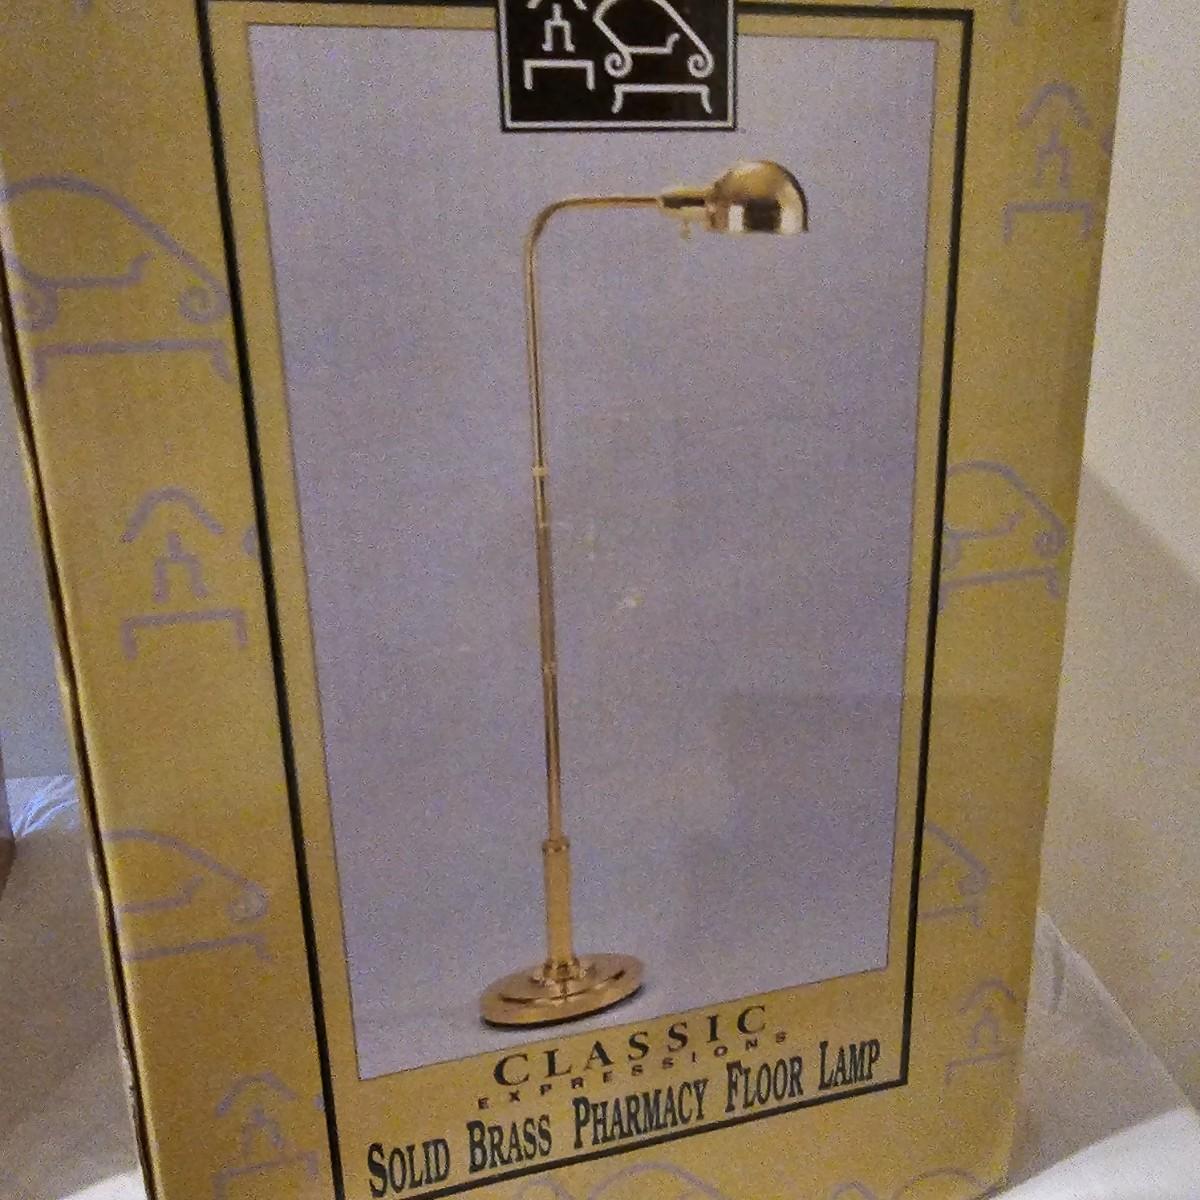 CLASSIC
EXPRESSIONS
SOLID BRASS PHARMACY FLOOR LAMP